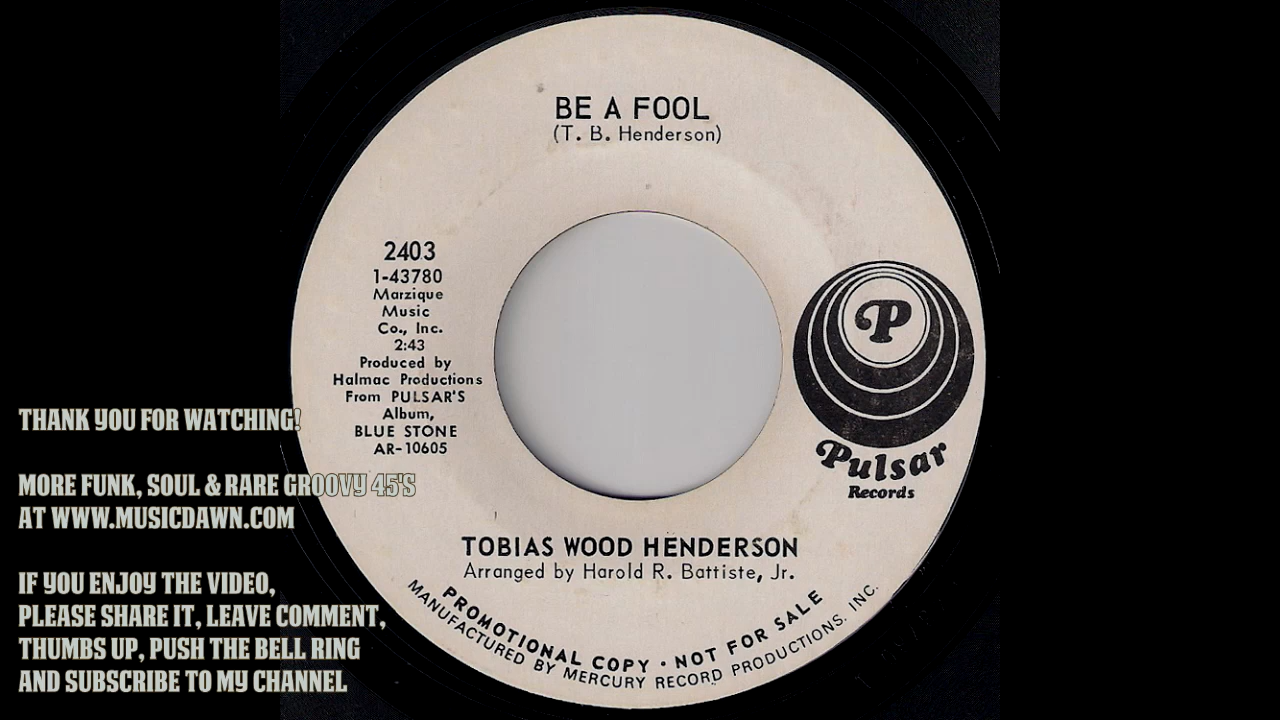 BE A FOOL
(T. B. Henderson)
2403
1-43780
Marzique
Music
Co., Inc.
2:43
Produced by
Halmac Productions
From PULSAR'S
Album,
BLUE STONE
AR-10605
P
Pulsar
Records
TOBIAS WOOD HENDERSON
Arranged by Harold R. Battiste, Jr.
PROMOTIONAL COPY · NOT FOR SALE
MANUFACTURED BY MERCURY RECORD PRODUCTIONS. INC.
THANK YOU FOR WATCHING!
MORE FUNK, SOUL & RARE GROOVY 45'S
AT WWW.MUSICDAWN.COM
IF YOU ENJOY THE VIDEO,
PLEASE SHARE IT, LEAVE COMMENT,
THUMBS UP, PUSH THE BELL RING
AND SUBSCRIBE TO MY CHANNEL